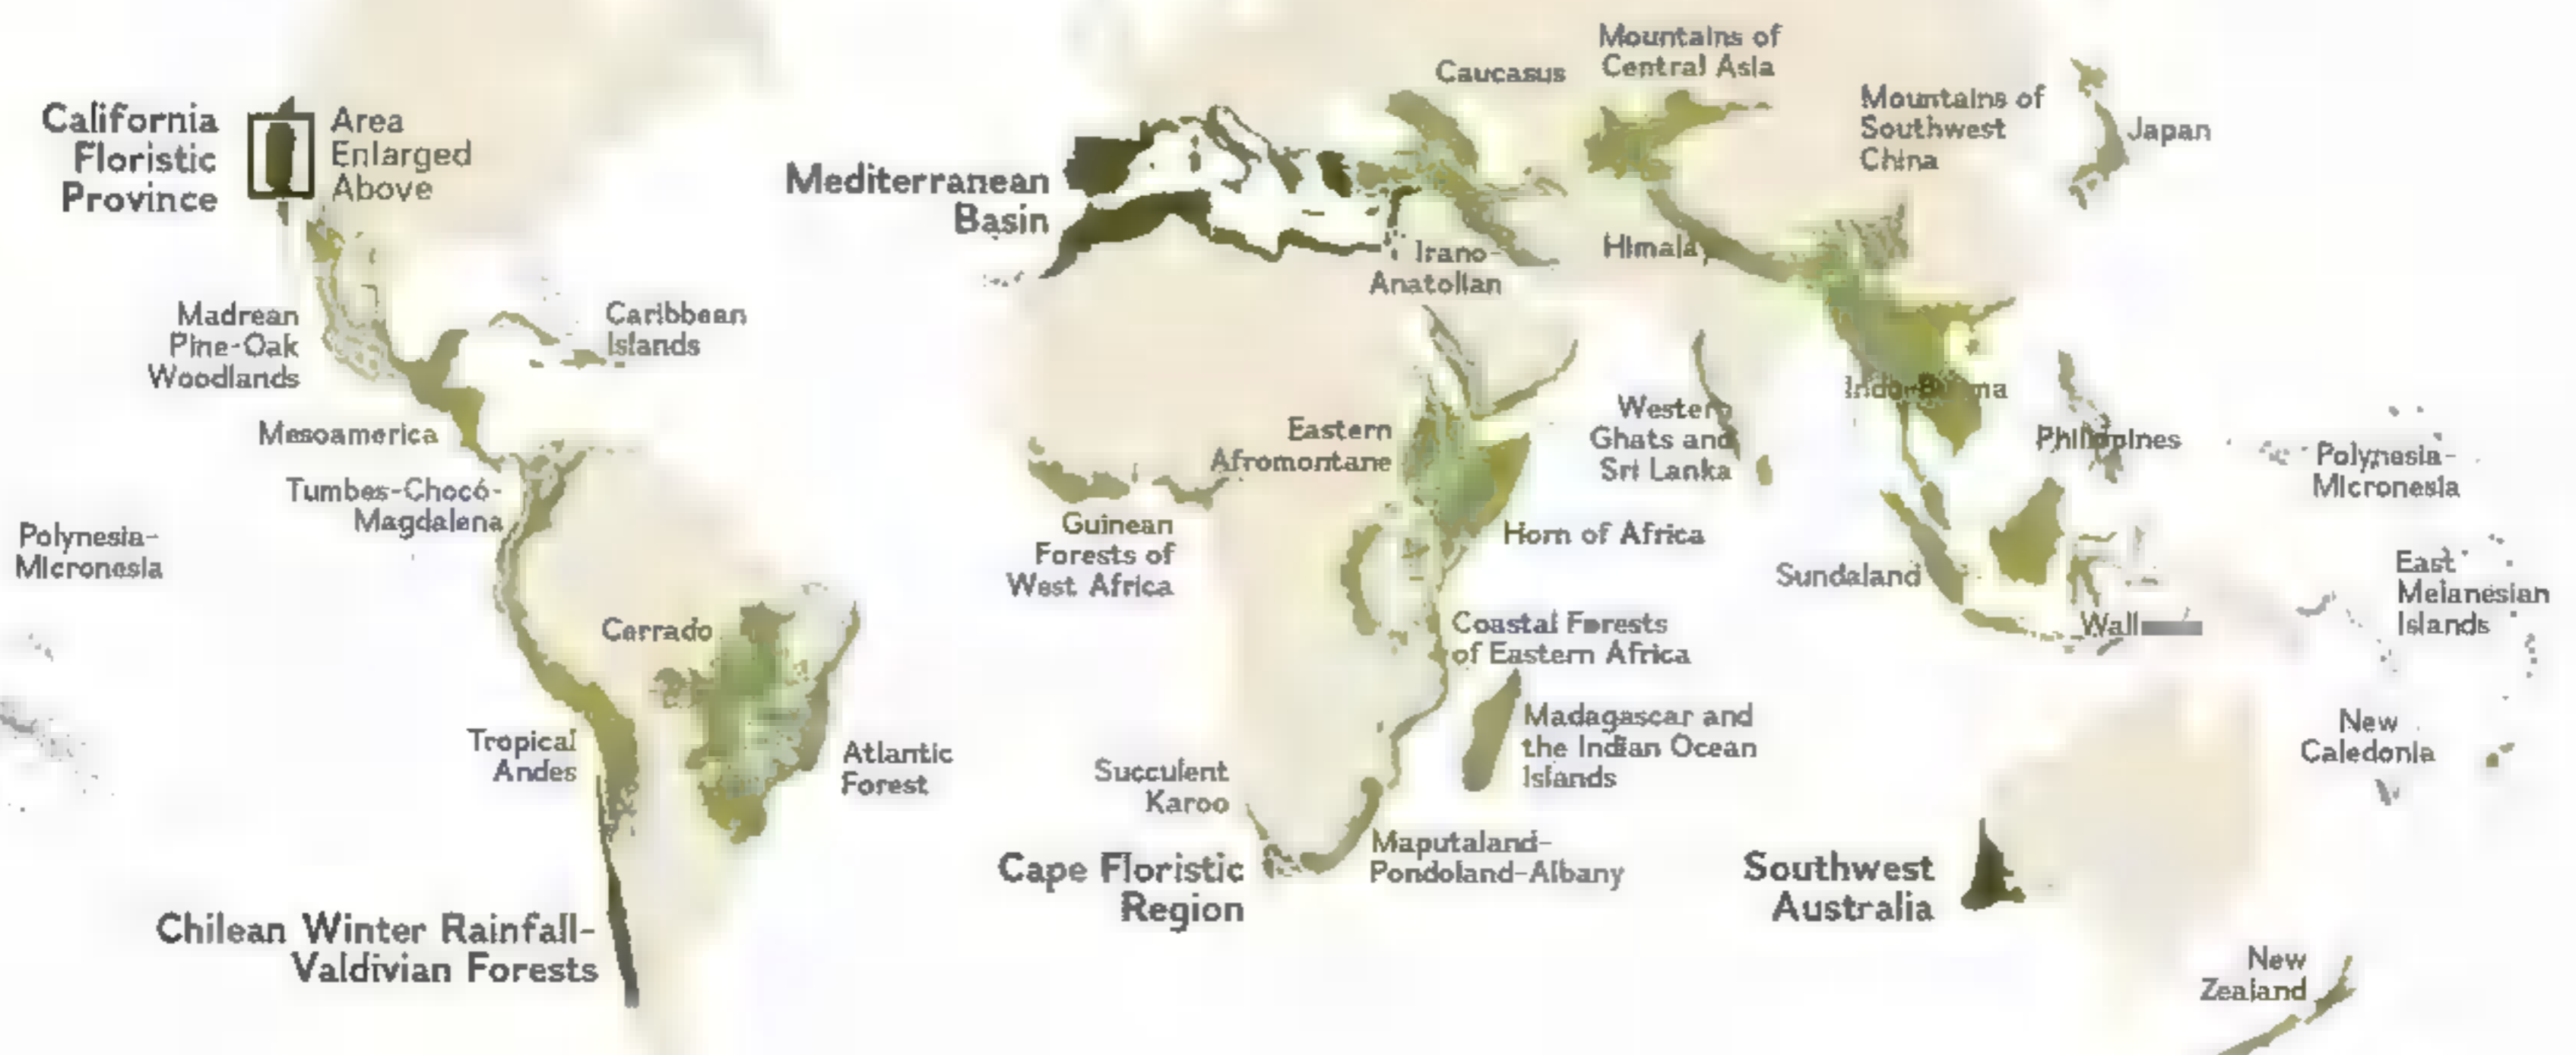 California
Floristic
Province
Area
Enlarged
Above
Madrean
Pine-Oak
Woodlands
Caribbean
Islands
Mesoamerica
Tumbes-Chocó-
Magdalena
Polynesia-
Micronesia
Cerrado
Tropical
Andes
Atlantic
Forest
Chilean Winter Rainfall-
Valdivian Forests
Mediterranean
Basin
Caucasus
Mountains of
Central Asia
Irano-
Anatolian
Mountains of
Southwest
China
Japan
Western
Ghats and
Sri Lanka
Philippines
Polynesia-
Micronesia
Eastern
Afromontane
Guinean
Forests of
West Africa
Horn of Africa
Coastal Forests
of Eastern Africa
Madagascar and
the Indian Ocean
Islands
Succulent
Karoo
Cape Floristic
Region
Maputaland-
Pondoland-Albany
Sundaland
East
Melanesian
Islands
New
Caledonia
Southwest
Australia
New
Zealand